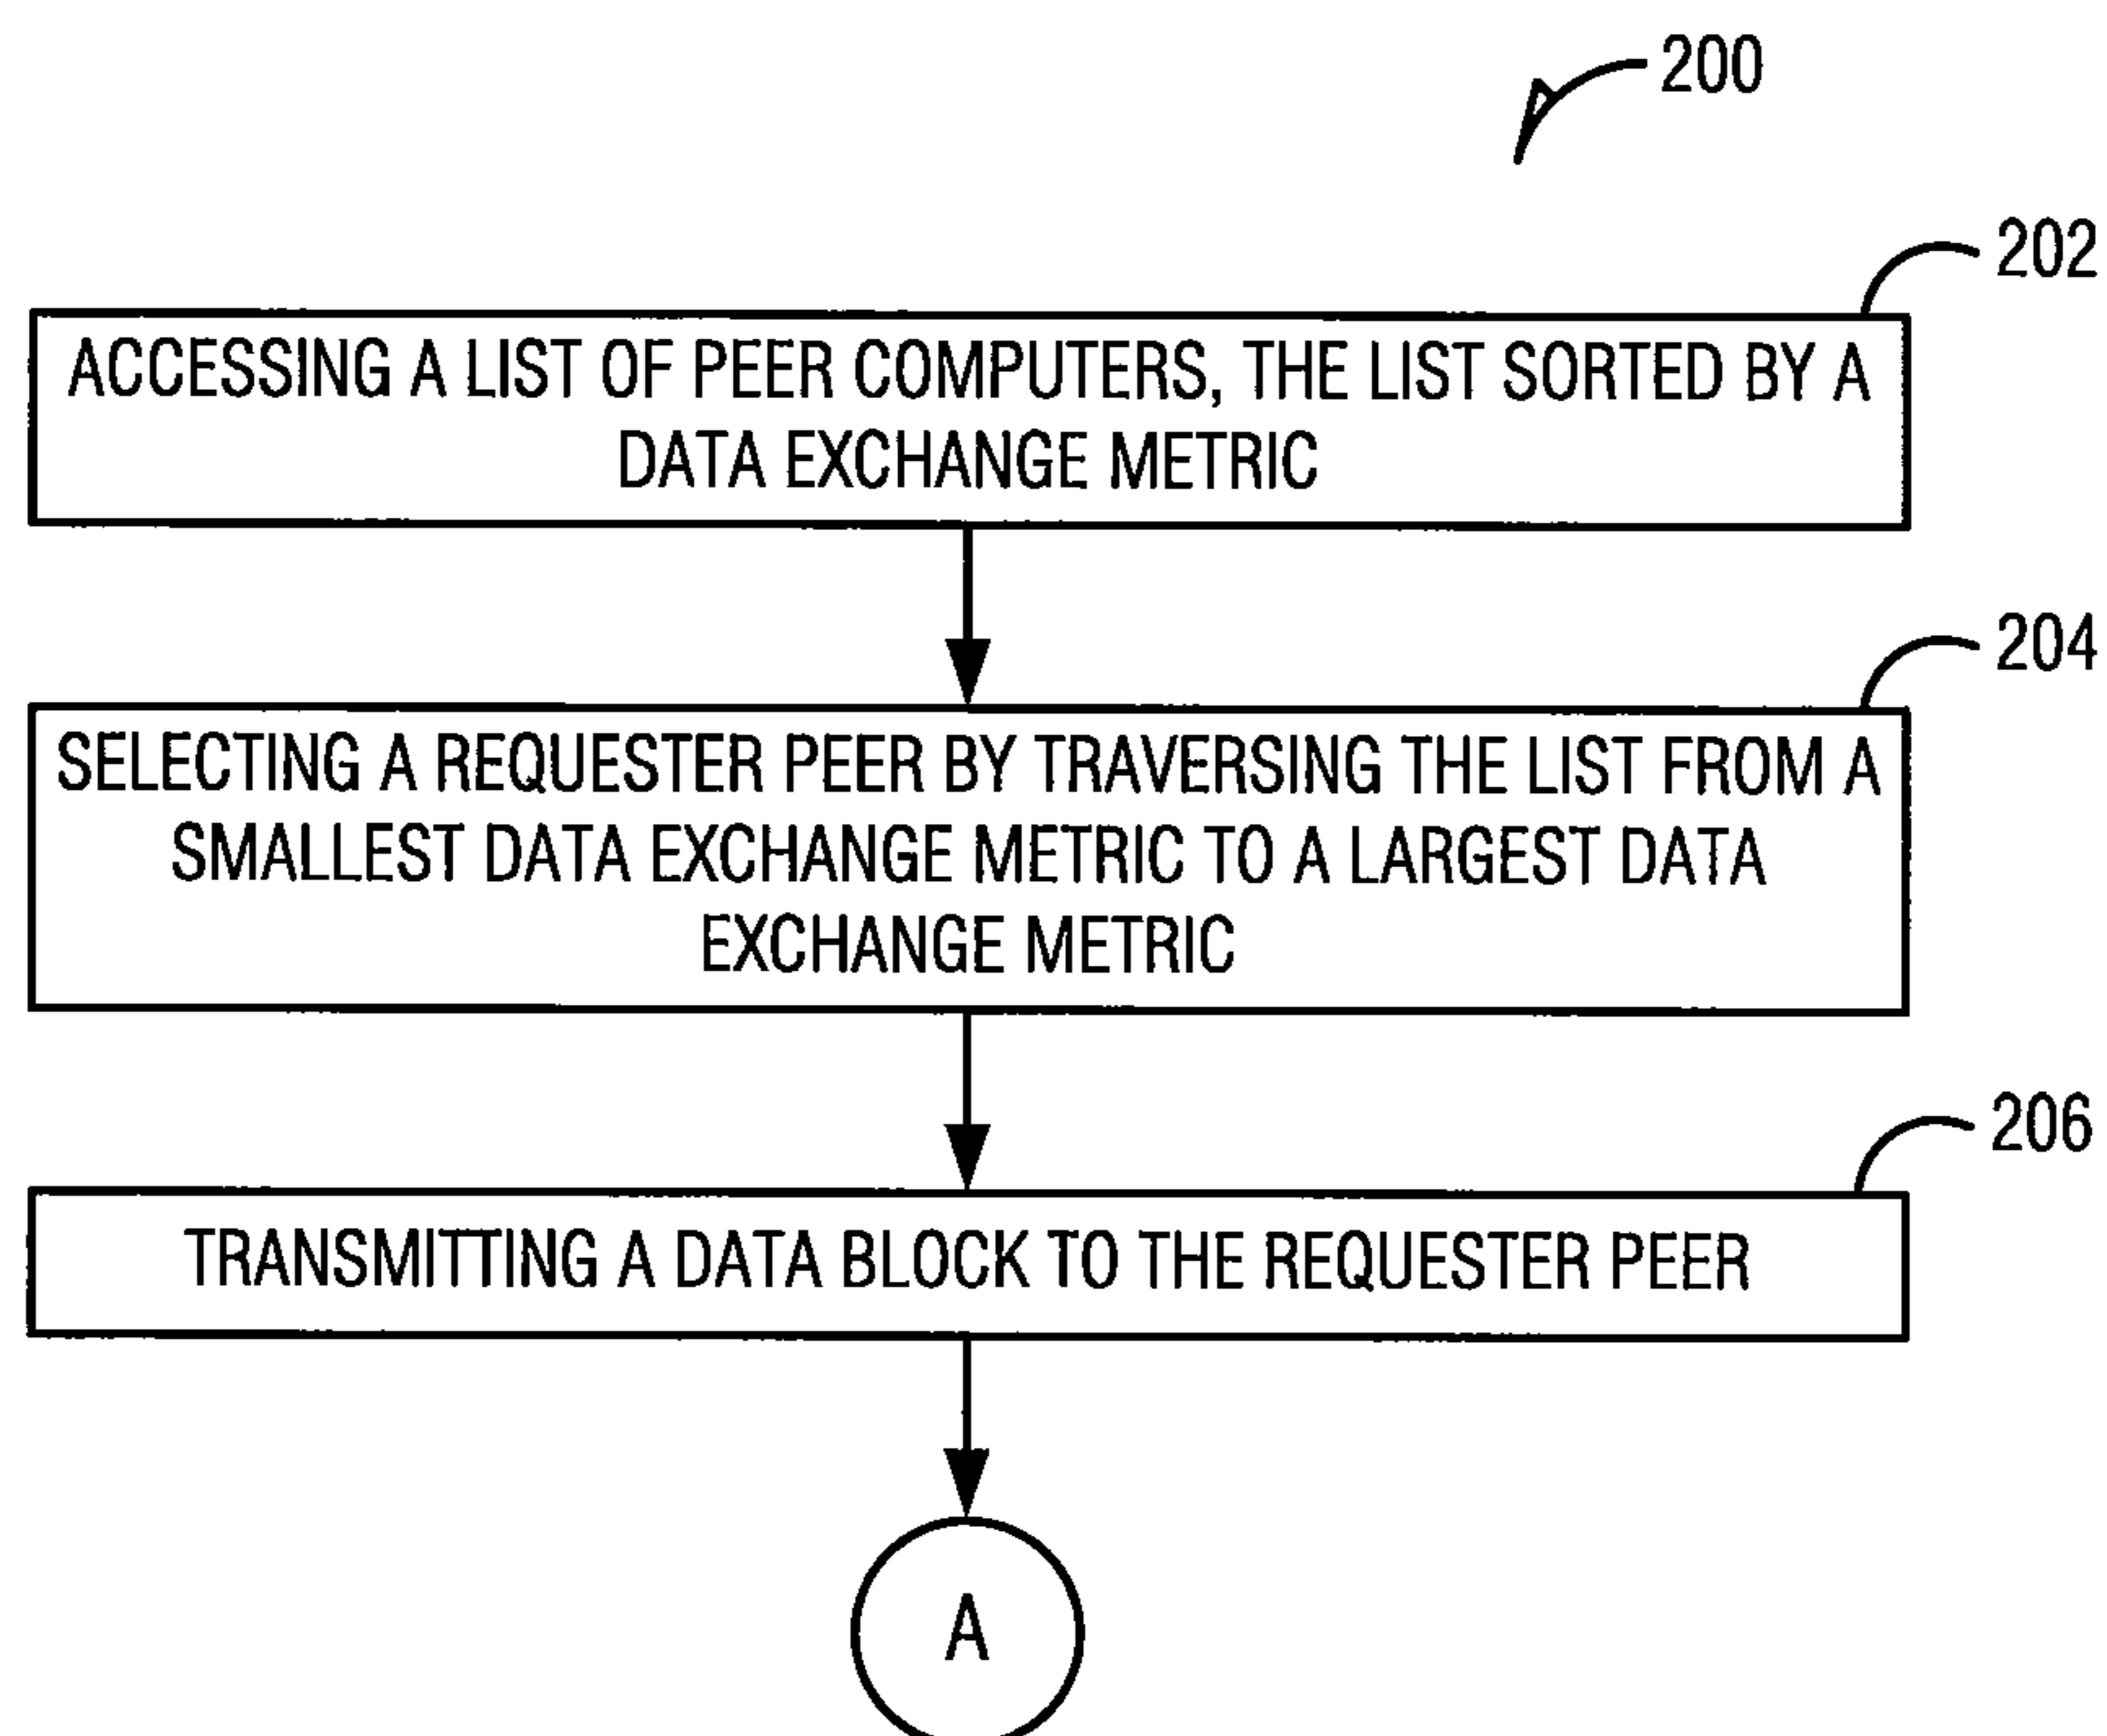 200
202
ACCESSING A LIST OF PEER COMPUTERS, THE LIST SORTED BY A
DATA EXCHANGE METRIC
204
SELECTING A REQUESTER PEER BY TRAVERSING THE LIST FROM A
SMALLEST DATA EXCHANGE METRIC TO A LARGEST DATA
EXCHANGE METRIC
206
TRANSMITTING A DATA BLOCK TO THE REQUESTER PEER
A